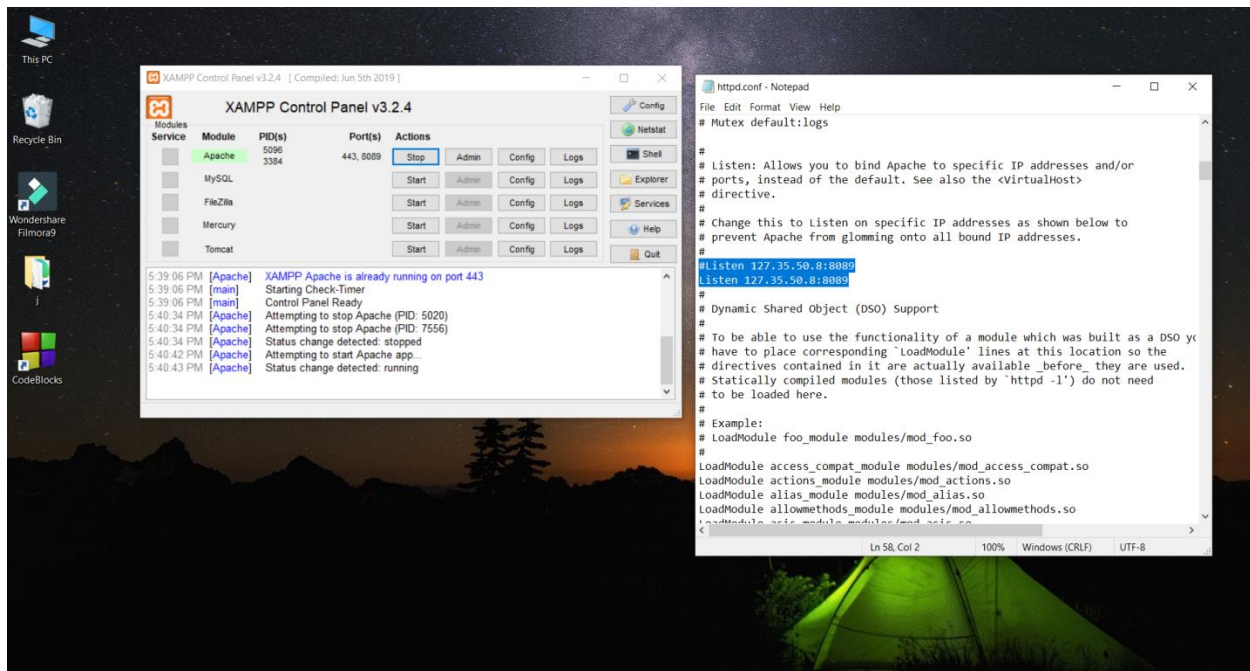 This PC
Recycle Bin
Wondershare
Filmora9
j
CodeBlocks
XAMPP Control Panel v3.2.4 [ Compiled: Jun 5th 2019 ]
XAMPP Control Panel v3.2.4
Modules
Service Module PID(s) Port(s) Actions
Apache 5096 3384 443, 8089 Stop Admin Config Logs
MySQL Start Admin Config Logs
FileZilla Start Admin Config Logs
Mercury Start Admin Config Logs
Tomcat Start Admin Config Logs
Config
Netstat
Shell
Explorer
Services
Help
Quit
5:39:06 PM [Apache] XAMPP Apache is already running on port 443
5:39:06 PM [main] Starting Check-Timer
5:39:06 PM [main] Control Panel Ready
5:40:34 PM [Apache] Attempting to stop Apache (PID: 5020)
5:40:34 PM [Apache] Attempting to stop Apache (PID: 7556)
5:40:34 PM [Apache] Status change detected: stopped
5:40:42 PM [Apache] Attempting to start Apache app...
5:40:43 PM [Apache] Status change detected: running
httpd.conf - Notepad
File Edit Format View Help
# Mutex default:logs
#
# Listen: Allows you to bind Apache to specific IP addresses and/or
# ports, instead of the default. See also the <VirtualHost>
# directive.
#
# Change this to Listen on specific IP addresses as shown below to
# prevent Apache from glomming onto all bound IP addresses.
#
#Listen 127.35.50.8:8089
Listen 127.35.50.8:8089
#
# Dynamic Shared Object (DSO) Support
#
# To be able to use the functionality of a module which was built as a DSO yo
# have to place corresponding `LoadModule' lines at this location so the
# directives contained in it are actually available _before_ they are used.
# Statically compiled modules (those listed by `httpd -l') do not need
# to be loaded here.
#
# Example:
# LoadModule foo_module modules/mod_foo.so
#
LoadModule access_compat_module modules/mod_access_compat.so
LoadModule actions_module modules/mod_actions.so
LoadModule alias_module modules/mod_alias.so
LoadModule allowmethods_module modules/mod_allowmethods.so
LoadModule asis_module modules/mod_asis.so
Ln 58, Col 2 100% Windows (CRLF) UTF-8